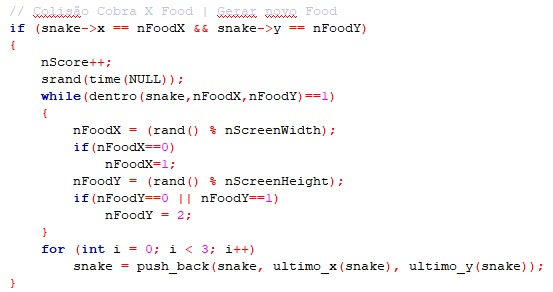 // Colisão Cobra X Food | Gerar novo Food
if (snake->x == nFoodX && snake->y == nFoodY)
{
    nScore++;
    srand(time(NULL));
    while(dentro(snake,nFoodX,nFoodY)==1)
    {
        nFoodX = (rand() % nScreenWidth);
        if(nFoodX==0)
            nFoodX=1;
        nFoodY = (rand() % nScreenHeight);
        if(nFoodY==0 || nFoodY==1)
            nFoodY = 2;
    }
    for (int i = 0; i < 3; i++)
        snake = push_back(snake, ultimo_x(snake), ultimo_y(snake));
}